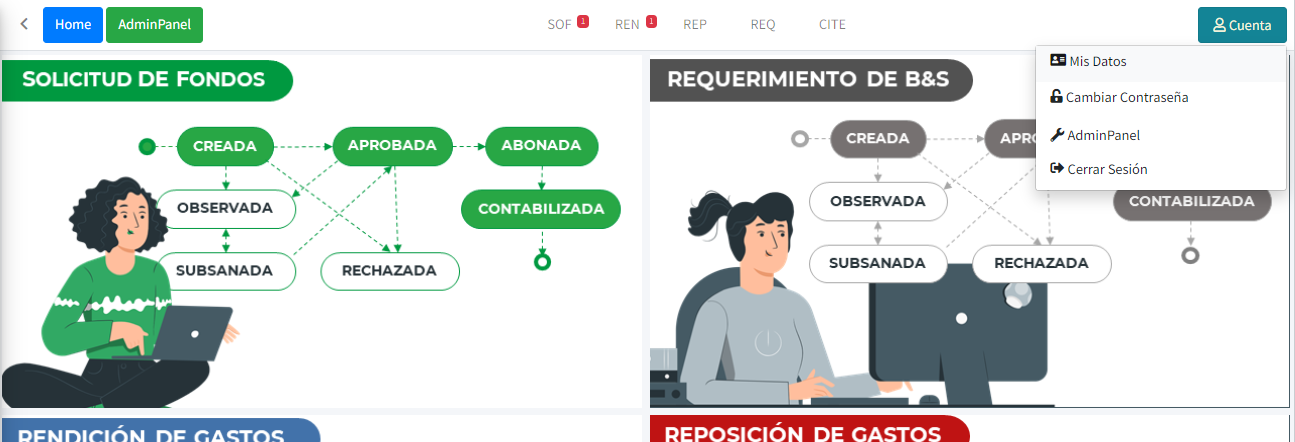 Home AdminPanel SOF 1 REN 1 REP REQ CITE Cuenta
Mis Datos
Cambiar Contraseña
AdminPanel
Cerrar Sesión
SOLICITUD DE FONDOS
CREADA APROBADA ABONADA
OBSERVADA CONTABILIZADA
SUBSANADA RECHAZADA
REQUERIMIENTO DE B&S
CREADA APRO
OBSERVADA CONTABILIZADA
SUBSANADA RECHAZADA
RENDICIÓN DE GASTOS
REPOSICIÓN DE GASTOS